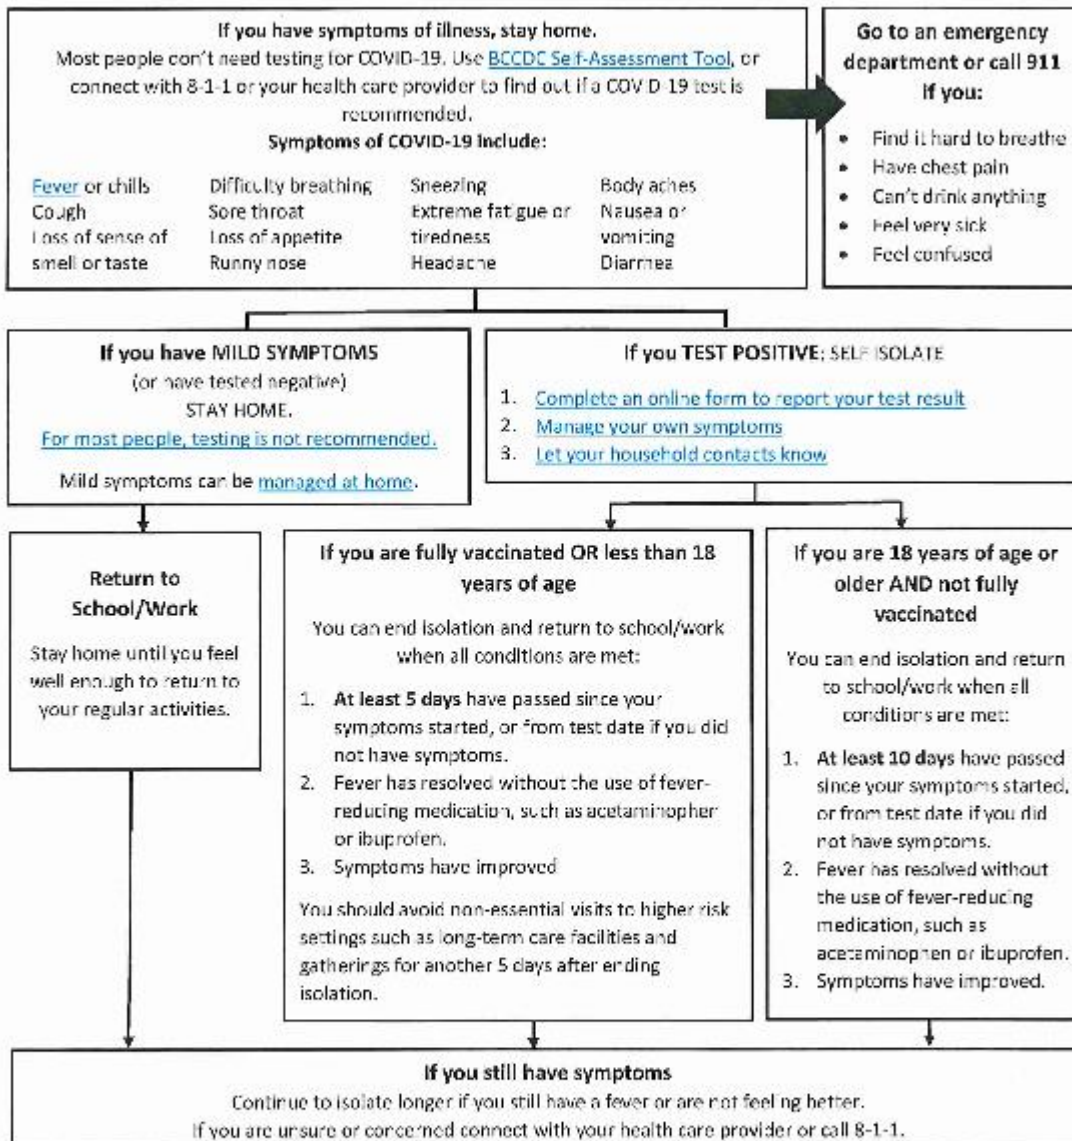 If you have symptoms of illness, stay home.
Most people don't need testing for COVID-19. Use BCCDC Self-Assessment Tool, or
connect with 8-1-1 or your health care provider to find out if a COVID-19 test is
recommended.
Symptoms of COVID-19 include:
Fever or chills
Cough
Loss of sense of
smell or taste
Difficulty breathing
Sore throat
Loss of appetite
Runny nose
Sneezing
Extreme fatigue or
tiredness
Headache
Body aches
Nausea or
vomiting
Diarrhea
Go to an emergency
department or call 911
if you:
• Find it hard to breathe
• Have chest pain
• Can't drink anything
• Feel very sick
• Feel confused
If you have MILD SYMPTOMS
(or have tested negative)
STAY HOME.
For most people, testing is not recommended.
Mild symptoms can be managed at home.
If you TEST POSITIVE: SELF ISOLATE
1. Complete an online form to report your test result
2. Manage your own symptoms
3. Let your household contacts know
Return to
School/Work
Stay home until you feel
well enough to return to
your regular activities.
If you are fully vaccinated OR less than 18
years of age
You can end isolation and return to school/work
when all conditions are met:
1. At least 5 days have passed since your
symptoms started, or from test date if you did
not have symptoms.
2. Fever has resolved without the use of fever-
reducing medication, such as acetaminophen
or ibuprofen.
3. Symptoms have improved
You should avoid non-essential visits to higher risk
settings such as long-term care facilities and
gatherings for another 5 days after ending
isolation.
If you are 18 years of age or
older AND not fully
vaccinated
You can end isolation and return
to school/work when all
conditions are met:
1. At least 10 days have passed
since your symptoms started,
or from test date if you did
not have symptoms.
2. Fever has resolved without
the use of fever-reducing
medication, such as
acetaminophen or ibuprofen.
3. Symptoms have improved.
If you still have symptoms
Continue to isolate longer if you still have a fever or are not feeling better.
If you are unsure or concerned connect with your health care provider or call 8-1-1.